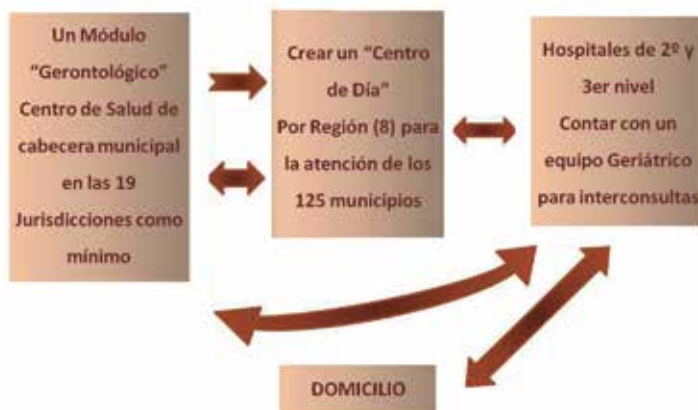 Un Módulo
“Gerontológico”
Centro de Salud de
cabecera municipal
en las 19
Jurisdicciones como
mínimo
Crear un “Centro
de Día”
Por Región (8) para
la atención de los
125 municipios
Hospitales de 2º y
3er nivel
Contar con un
equipo Geriátrico
para interconsultas
DOMICILIO